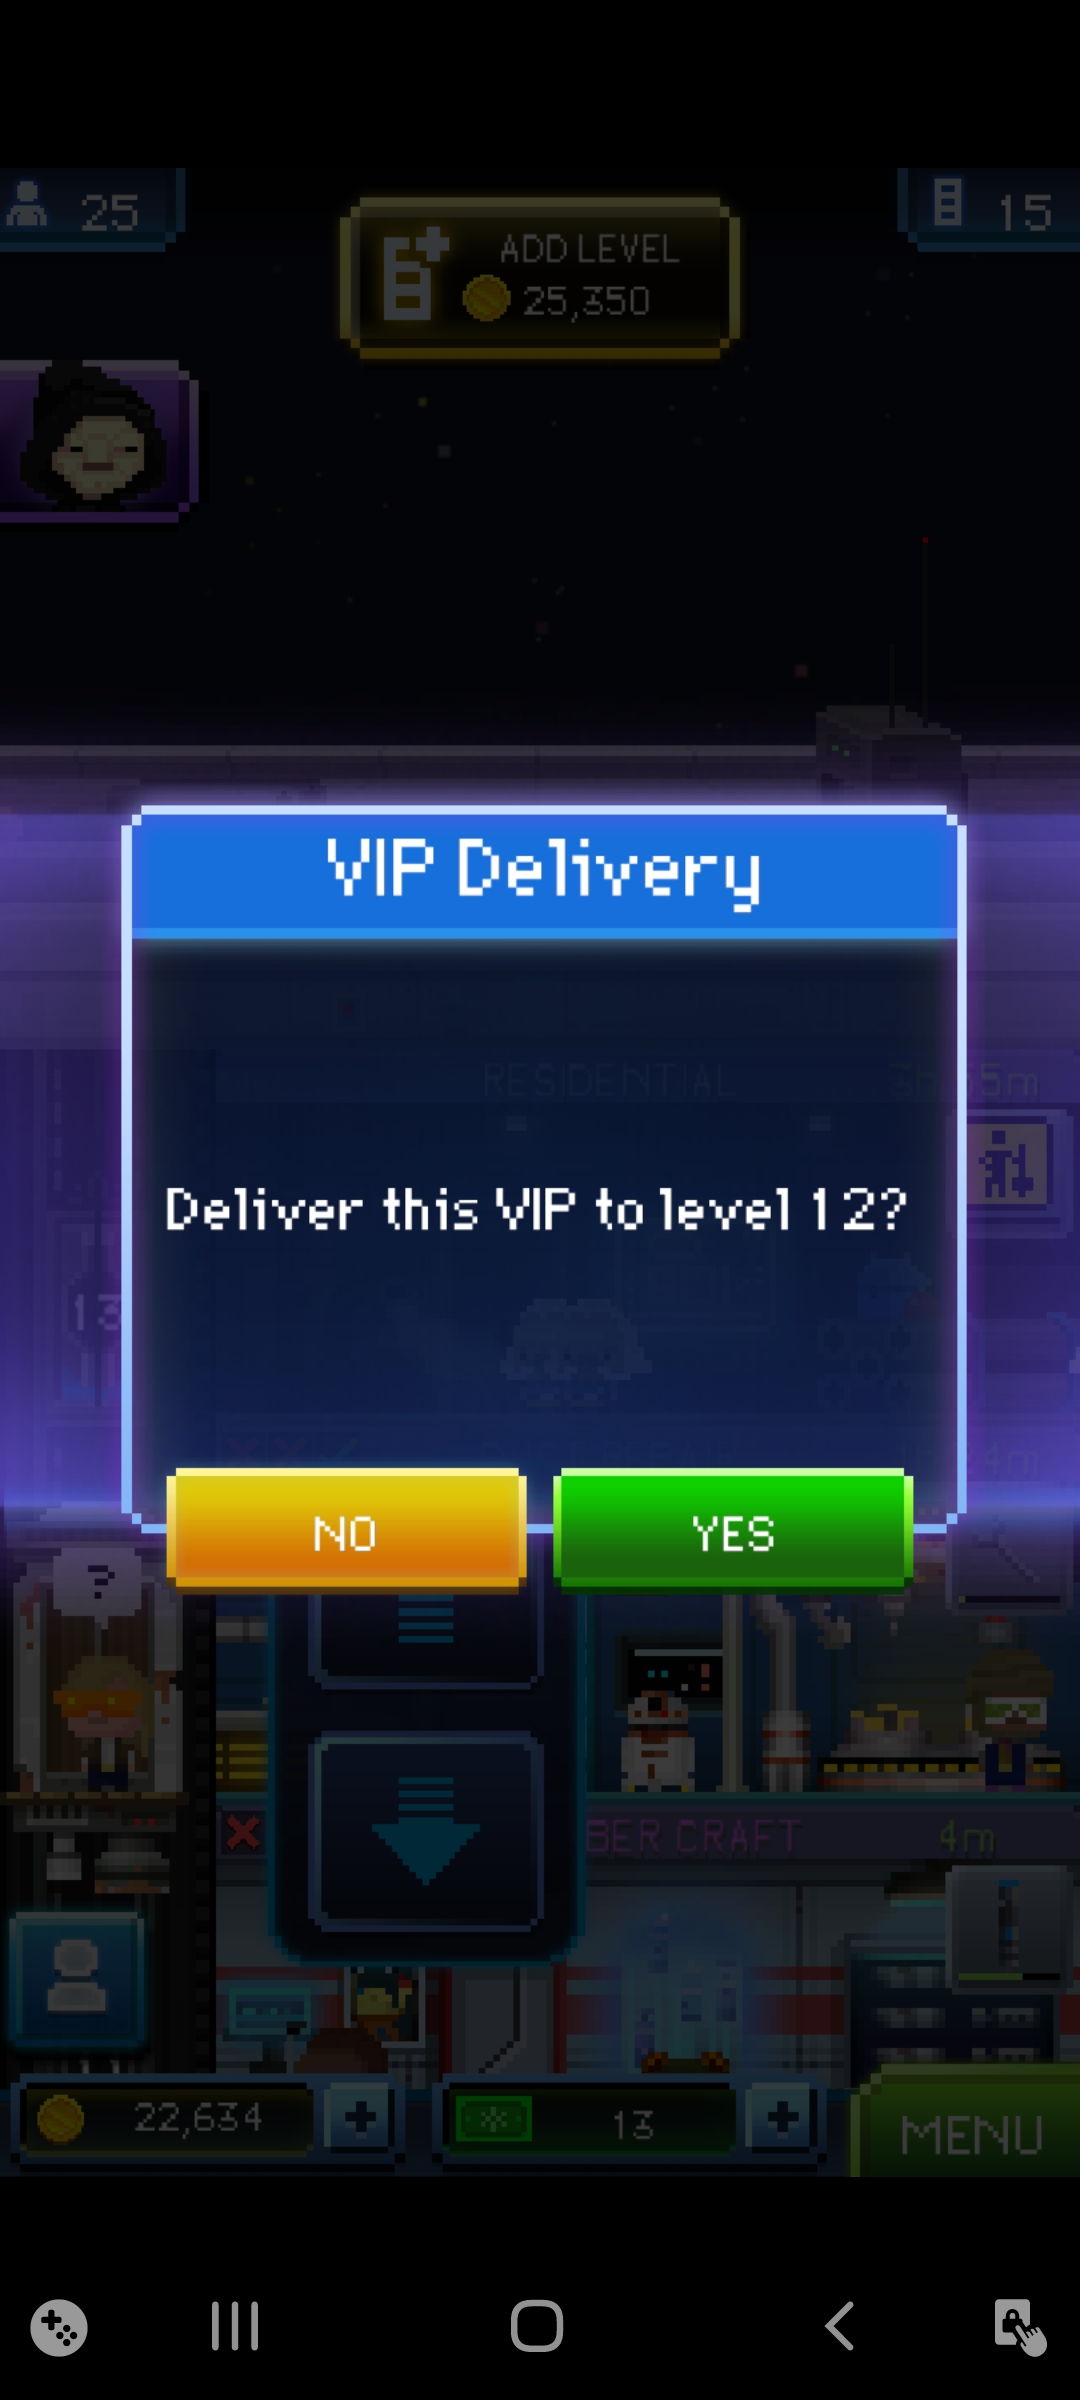 25
ADD LEVEL
25,350
15
VIP Delivery
RESIDENTIAL
Deliver this VIP to level 12?
13
NO
YES
?
BER CRAFT
4m
22,634
13
MENU